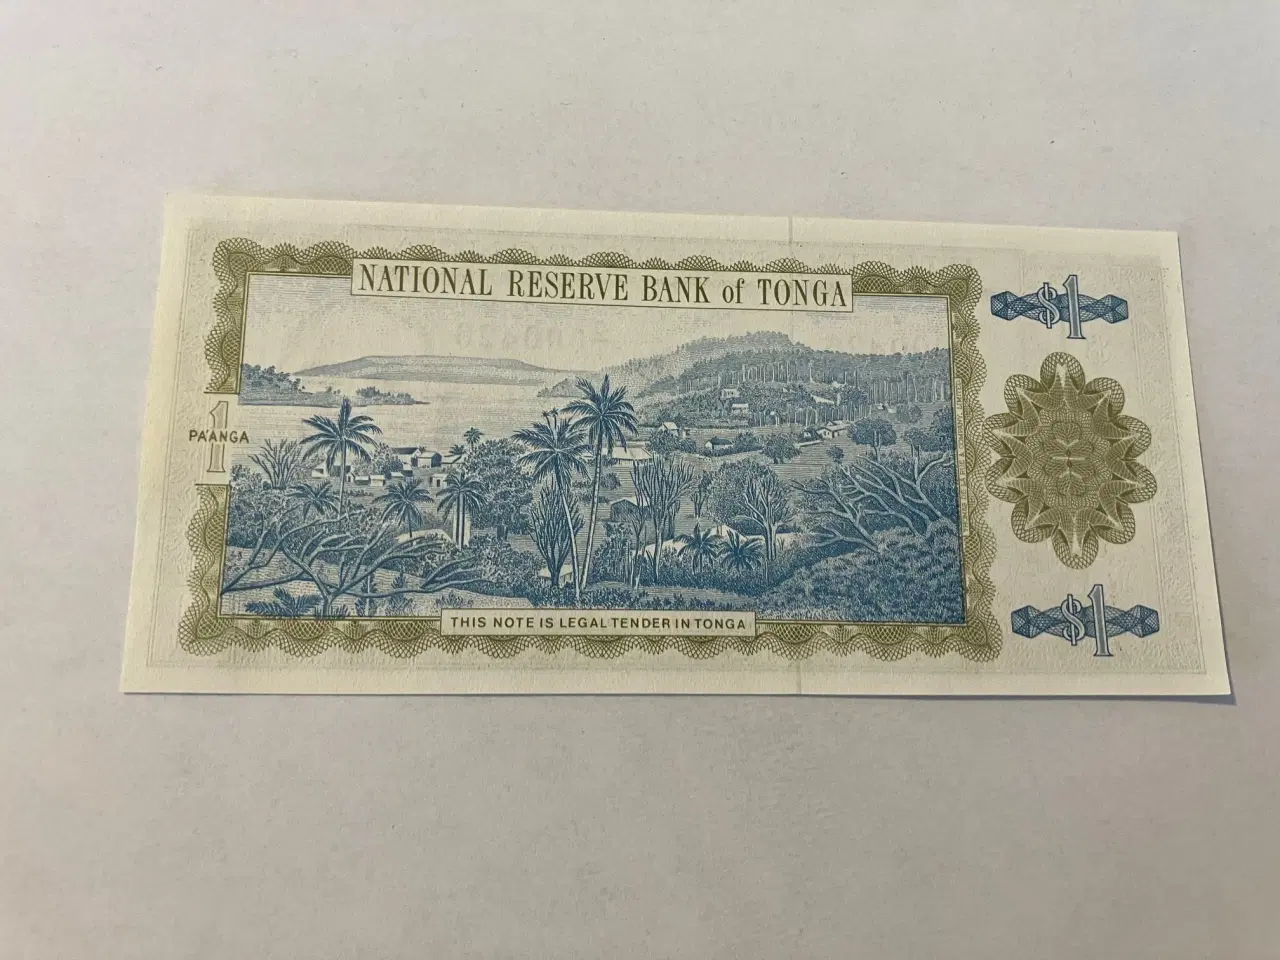 NATIONAL RESERVE BANK of TONGA
$1
1
PA'ANGA
THIS NOTE IS LEGAL TENDER IN TONGA
$1